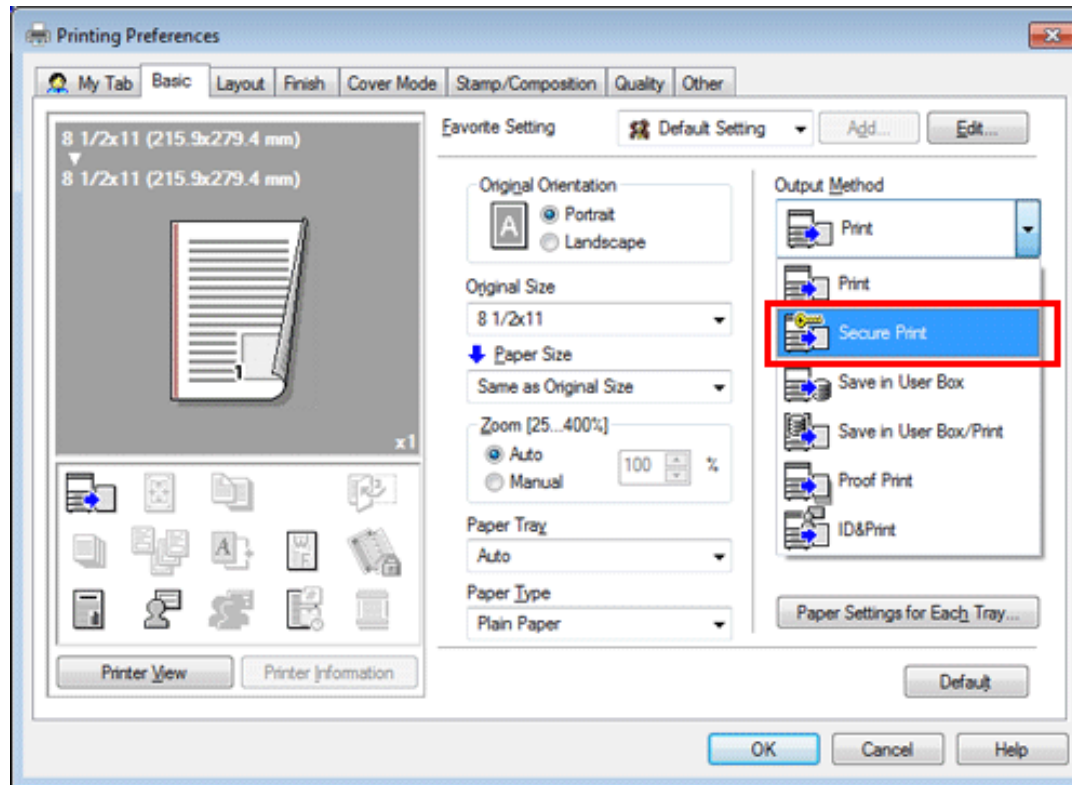 Printing Preferences
My Tab Basic Layout Finish Cover Mode Stamp/Composition Quality Other
8 1/2x11 (215.9x279.4 mm)
8 1/2x11 (215.9x279.4 mm)
1
x1
Favorite Setting Default Setting Add... Edit...
Original Orientation
A
Portrait
Landscape
Original Size
8 1/2x11
Paper Size
Same as Original Size
Zoom [25...400%]
Auto
Manual
100 %
Paper Tray
Auto
Paper Type
Plain Paper
Output Method
Print
Print
Secure Print
Save in User Box
Save in User Box/Print
Proof Print
ID&Print
Paper Settings for Each Tray...
Printer View Printer Information
Default
OK Cancel Help